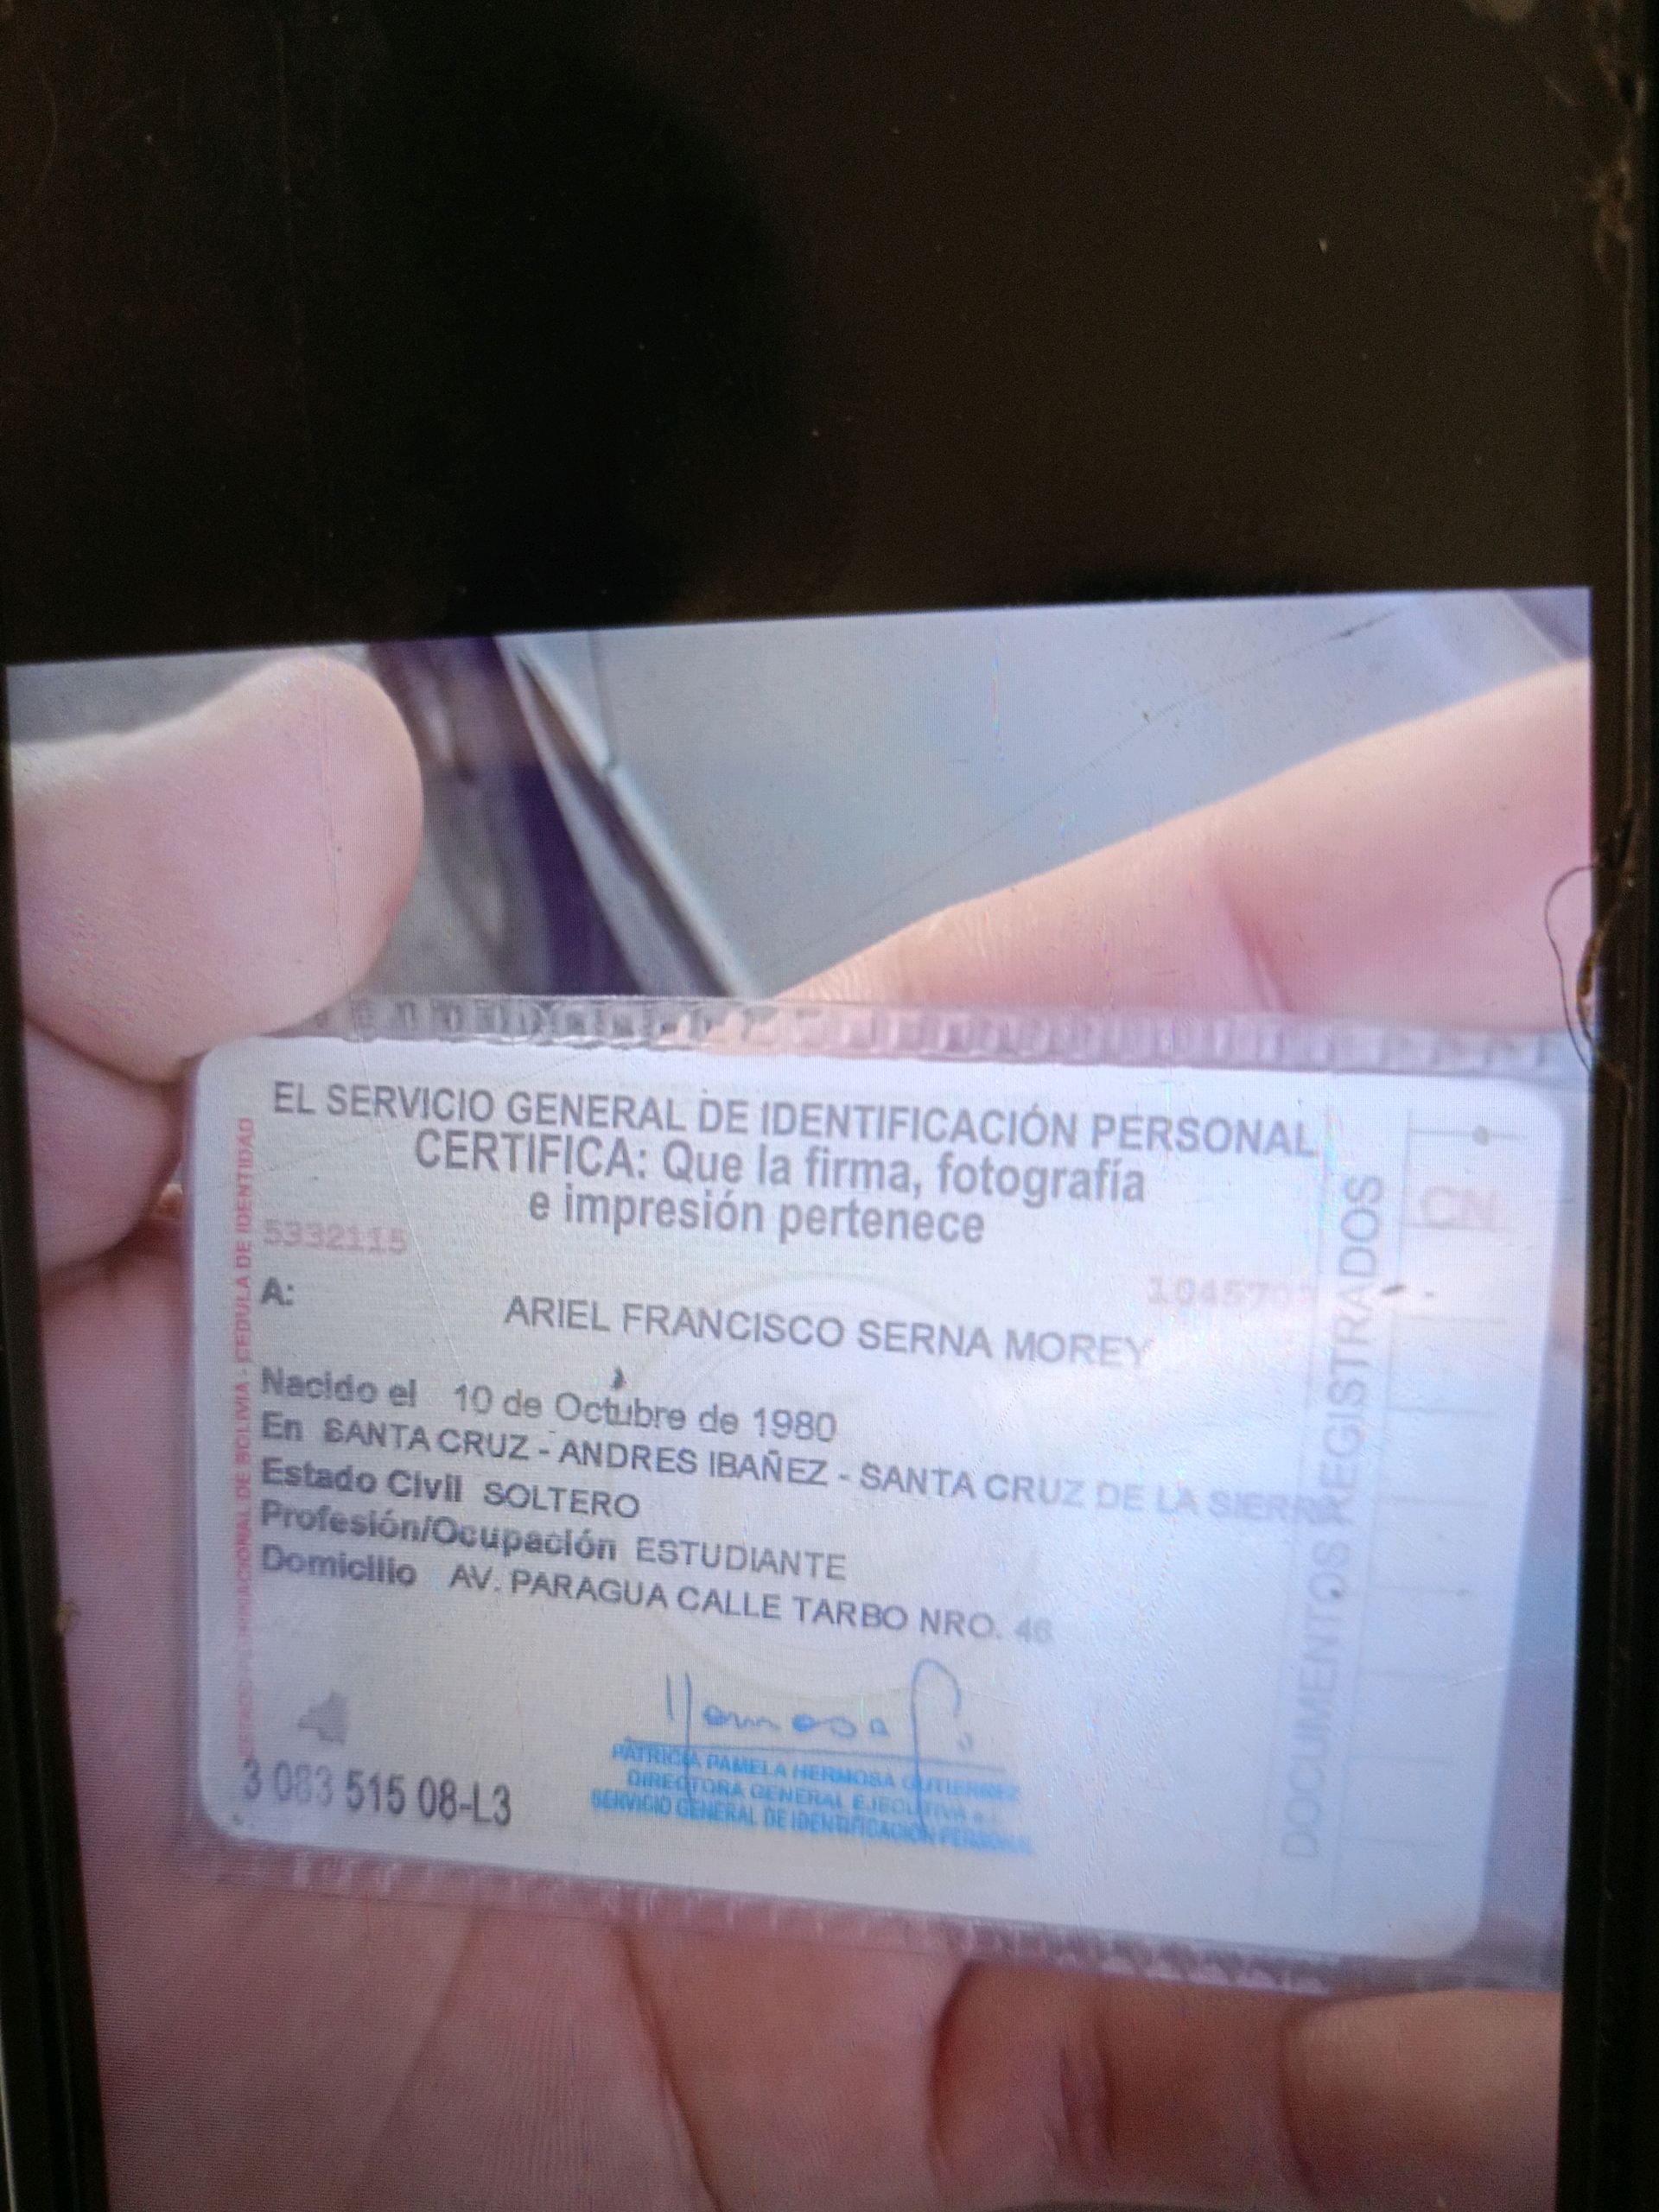 EL SERVICIO GENERAL DE IDENTIFICACIÓN PERSONAL
CERTIFICA: Que la firma, fotografía
e impresión pertenece
5332115
A: ARIEL FRANCISCO SERNA MOREY
Nacido el 10 de Octubre de 1980
En SANTA CRUZ - ANDRES IBAÑEZ - SANTA CRUZ DE LA SIERRA
Estado Civil SOLTERO
Profesión/Ocupación ESTUDIANTE
Domicilio AV. PARAGUA CALLE TARBO NRO. 46
3 083 515 08-L3
PATRICIA PAMELA HERMOSA GUTIERREZ
DIRECTORA GENERAL EJECUTIVA a.i.
SERVICIO GENERAL DE IDENTIFICACIÓN PERSONAL
ESTADO PLURINACIONAL DE BOLIVIA - CEDULA DE IDENTIDAD
DOCUMENTOS REGISTRADOS
CN